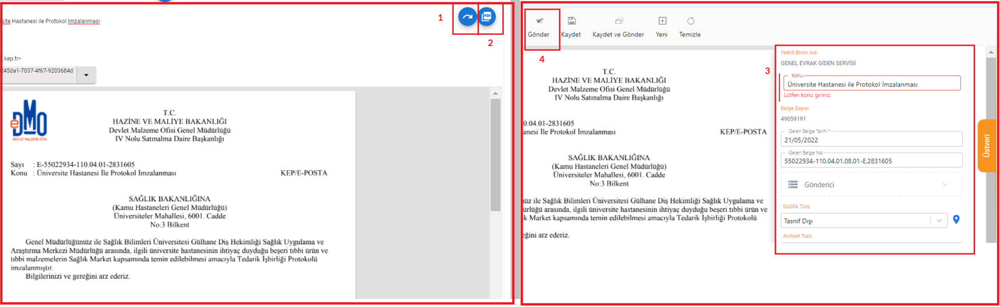 site Hastanesi ile Protokol Imzalanmasi
1
2
.kep.tr>
245da1-7037-4f67-9203684d
e
DMO
DEVLET MALZEME OFİSİ
T.C.
HAZİNE VE MALİYE BAKANLIĞI
Devlet Malzeme Ofisi Genel Müdürlüğü
IV Nolu Satınalma Daire Başkanlığı
Sayı : E-55022934-110.04.01-2831605
Konu : Üniversite Hastanesi İle Protokol İmzalanması
KEP/E-POSTA
SAĞLIK BAKANLIĞINA
(Kamu Hastaneleri Genel Müdürlüğü)
Üniversiteler Mahallesi, 6001. Cadde
No:3 Bilkent
Genel Müdürlüğümüz ile Sağlık Bilimleri Üniversitesi Gülhane Diş Hekimliği Sağlık Uygulama ve
Araştırma Merkezi Müdürlüğü arasında, ilgili üniversite hastanesinin ihtiyaç duyduğu beşeri tıbbi ürün ve
tıbbi malzemelerin Sağlık Market kapsamında temin edilebilmesi amacıyla Tedarik İşbirliği Protokolü
imzalanmıştır.
Bilgilerinizi ve gereğini arz ederiz.
PDF
Gönder
Kaydet
Kaydet ve Gönder
Yeni
Temizle
4
3
T.C.
HAZİNE VE MALİYE BAKANLIĞI
Devlet Malzeme Ofisi Genel Müdürlüğü
IV Nolu Satınalma Daire Başkanlığı
0.04.01-2831605
anesi İle Protokol İmzalanması
KEP/E-POSTA
SAĞLIK BAKANLIĞINA
(Kamu Hastaneleri Genel Müdürlüğü)
Üniversiteler Mahallesi, 6001. Cadde
No:3 Bilkent
üz ile Sağlık Bilimleri Üniversitesi Gülhane Diş Hekimliği Sağlık Uygulama ve
ürlüğü arasında, ilgili üniversite hastanesinin ihtiyaç duyduğu beşeri tıbbi ürün ve
k Market kapsamında temin edilebilmesi amacıyla Tedarik İşbirliği Protokolü
eğini arz ederiz.
Yetkili Birim Adı
GENEL EVRAK GİDEN SERVİSİ
Konu
Üniversite Hastanesi ile Protokol İmzalanması
Lütfen konu giriniz.
Belge Sayısı
49059191
Gelen Belge Tarihi *
21/05/2022
Gelen Belge No
55022934-110.04.01.08.01-E.2831605
Gönderici
Gizlilik Türü
Tasnif Dışı
Aciliyet Türü
Üstveri